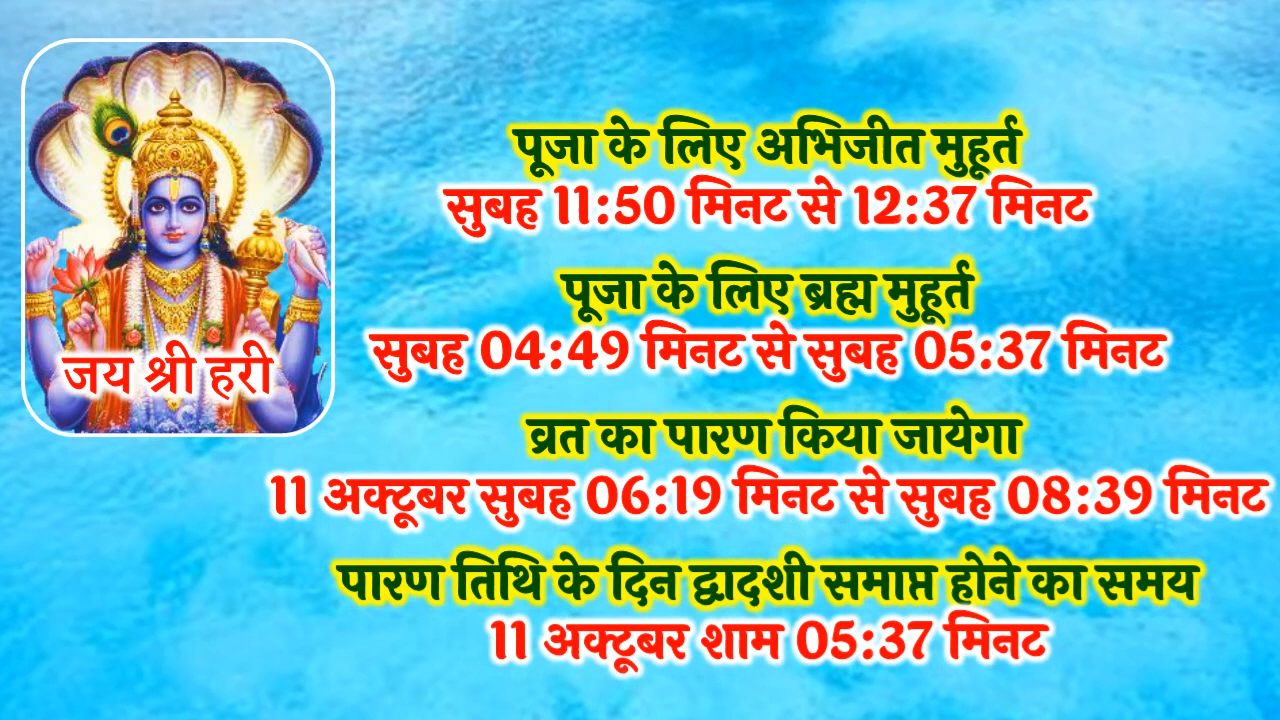 जय श्री हरी
पूजा के लिए अभिजीत मुहूर्त
सुबह 11:50 मिनट से 12:37 मिनट
पूजा के लिए ब्रह्म मुहूर्त
सुबह 04:49 मिनट से सुबह 05:37 मिनट
व्रत का पारण किया जायेगा
11 अक्टूबर सुबह 06:19 मिनट से सुबह 08:39 मिनट
पारण तिथि के दिन द्वादशी समाप्त होने का समय
11 अक्टूबर शाम 05:37 मिनट